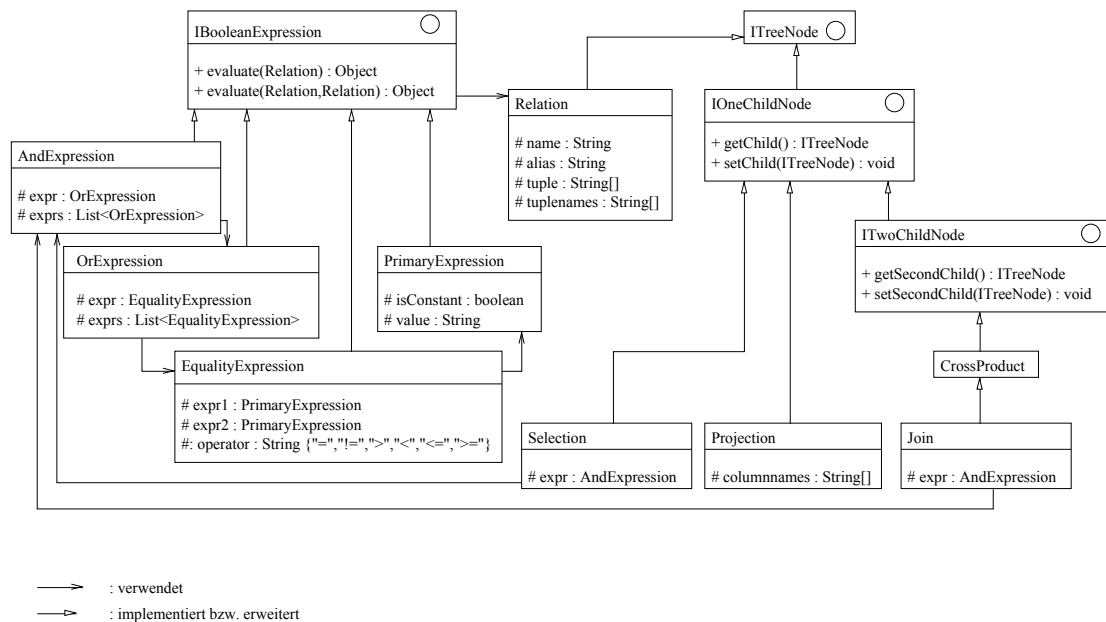 IBooleanExpression
+ evaluate(Relation) : Object
+ evaluate(Relation,Relation) : Object
ITreeNode
Relation
# name : String
# alias : String
# tuple : String[]
# tuplenames : String[]
IOneChildNode
+ getChild() : ITreeNode
+ setChild(ITreeNode) : void
AndExpression
# expr : OrExpression
# exprs : List<OrExpression>
ITwoChildNode
+ getSecondChild() : ITreeNode
+ setSecondChild(ITreeNode) : void
OrExpression
# expr : EqualityExpression
# exprs : List<EqualityExpression>
PrimaryExpression
# isConstant : boolean
# value : String
EqualityExpression
# expr1 : PrimaryExpression
# expr2 : PrimaryExpression
#: operator : String {"=","!=",">","<","<=",">="}
CrossProduct
Selection
# expr : AndExpression
Projection
# columnnames : String[]
Join
# expr : AndExpression
: verwendet
: implementiert bzw. erweitert